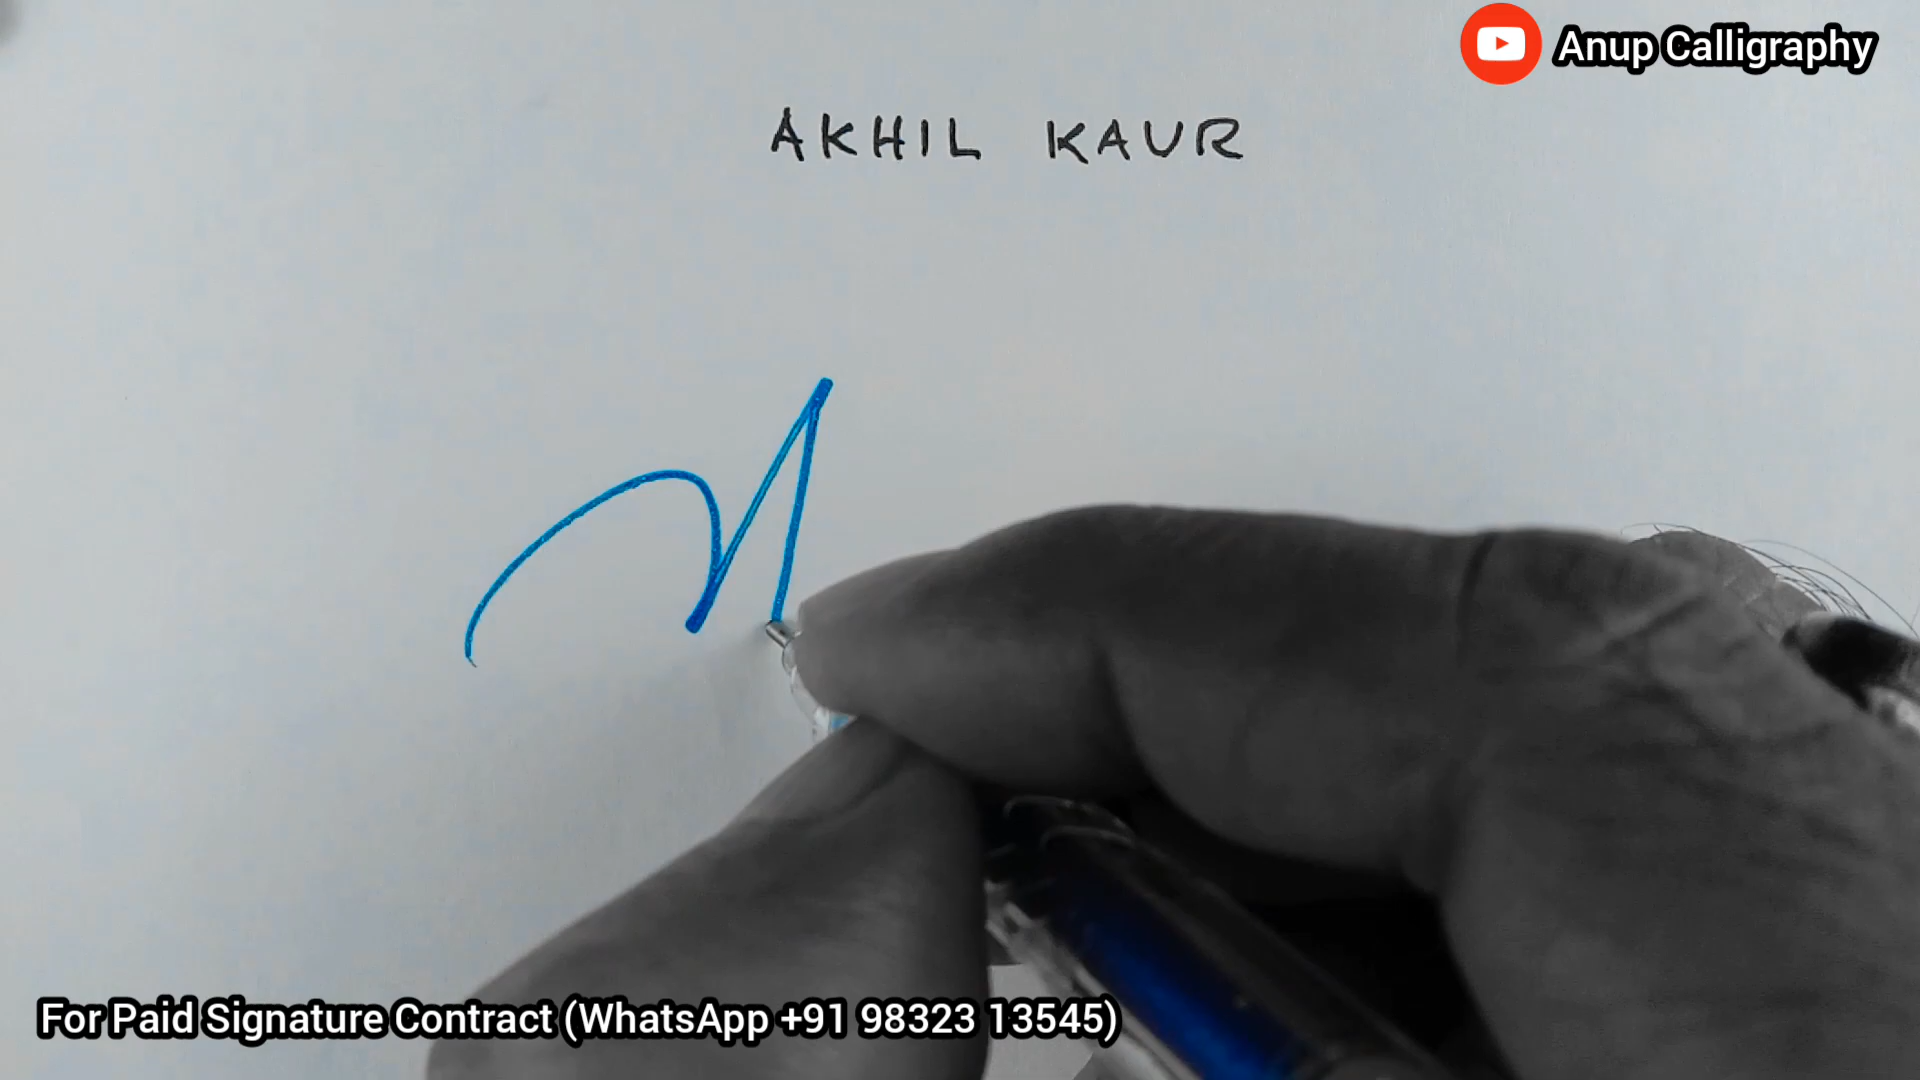 Anup Calligraphy
AKHIL KAUR
For Paid Signature Contract (WhatsApp +91 98323 13545)